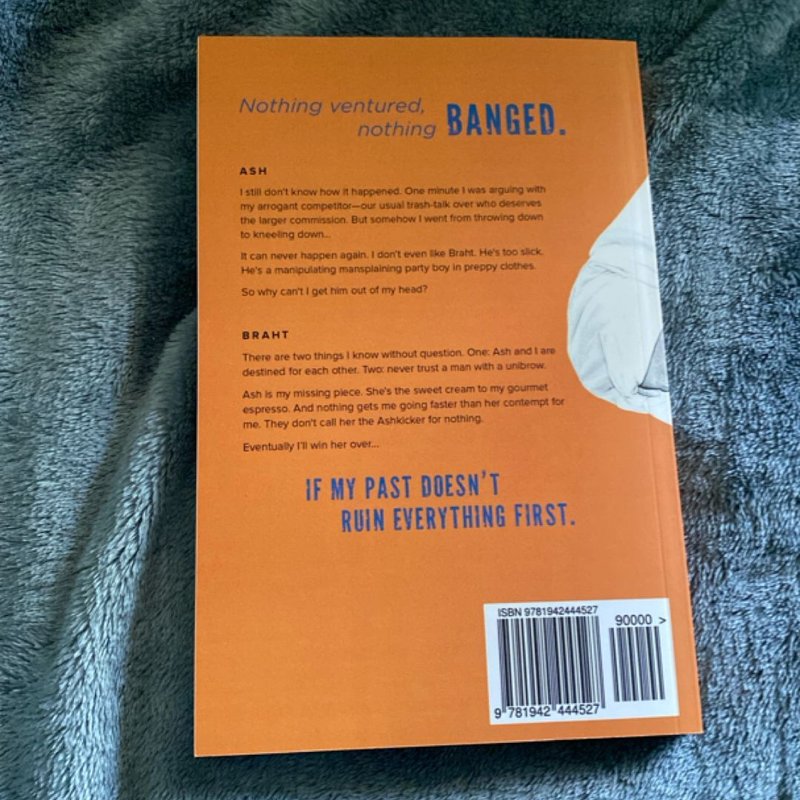 Nothing ventured,
nothing BANGED.
ASH
I still don't know how it happened. One minute I was arguing with
my arrogant competitor—our usual trash-talk over who deserves
the larger commission. But somehow I went from throwing down
to kneeling down...
It can never happen again. I don't even like Braht. He's too slick.
He's a manipulating mansplaining party boy in preppy clothes.
So why can't I get him out of my head?
BRAHT
There are two things I know without question. One: Ash and I are
destined for each other. Two: never trust a man with a unibrow.
Ash is my missing piece. She's the sweet cream to my gourmet
espresso. And nothing gets me going faster than her contempt for
me. They don't call her the Ashkicker for nothing.
Eventually I'll win her over...
IF MY PAST DOESN'T
RUIN EVERYTHING FIRST.
ISBN 9781942444527
90000 >
9 781942 444527